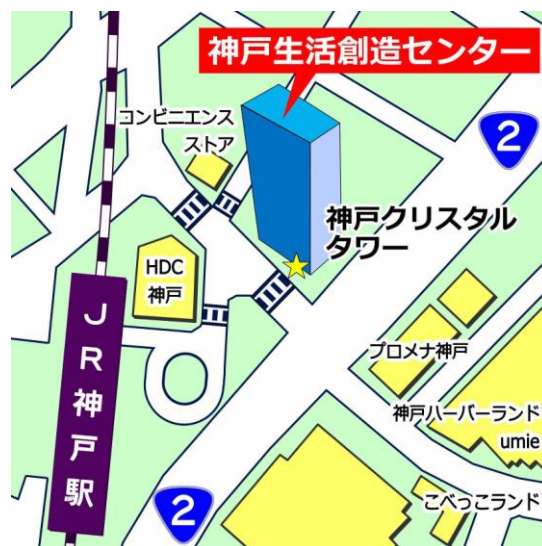 神戸生活創造センター
2
コンビニエンス
ストア
神戸クリスタル
タワー
HDC
神戸
JR神戸駅
プロメナ神戸
神戸ハーバーランド
umie
こべっこランド
2